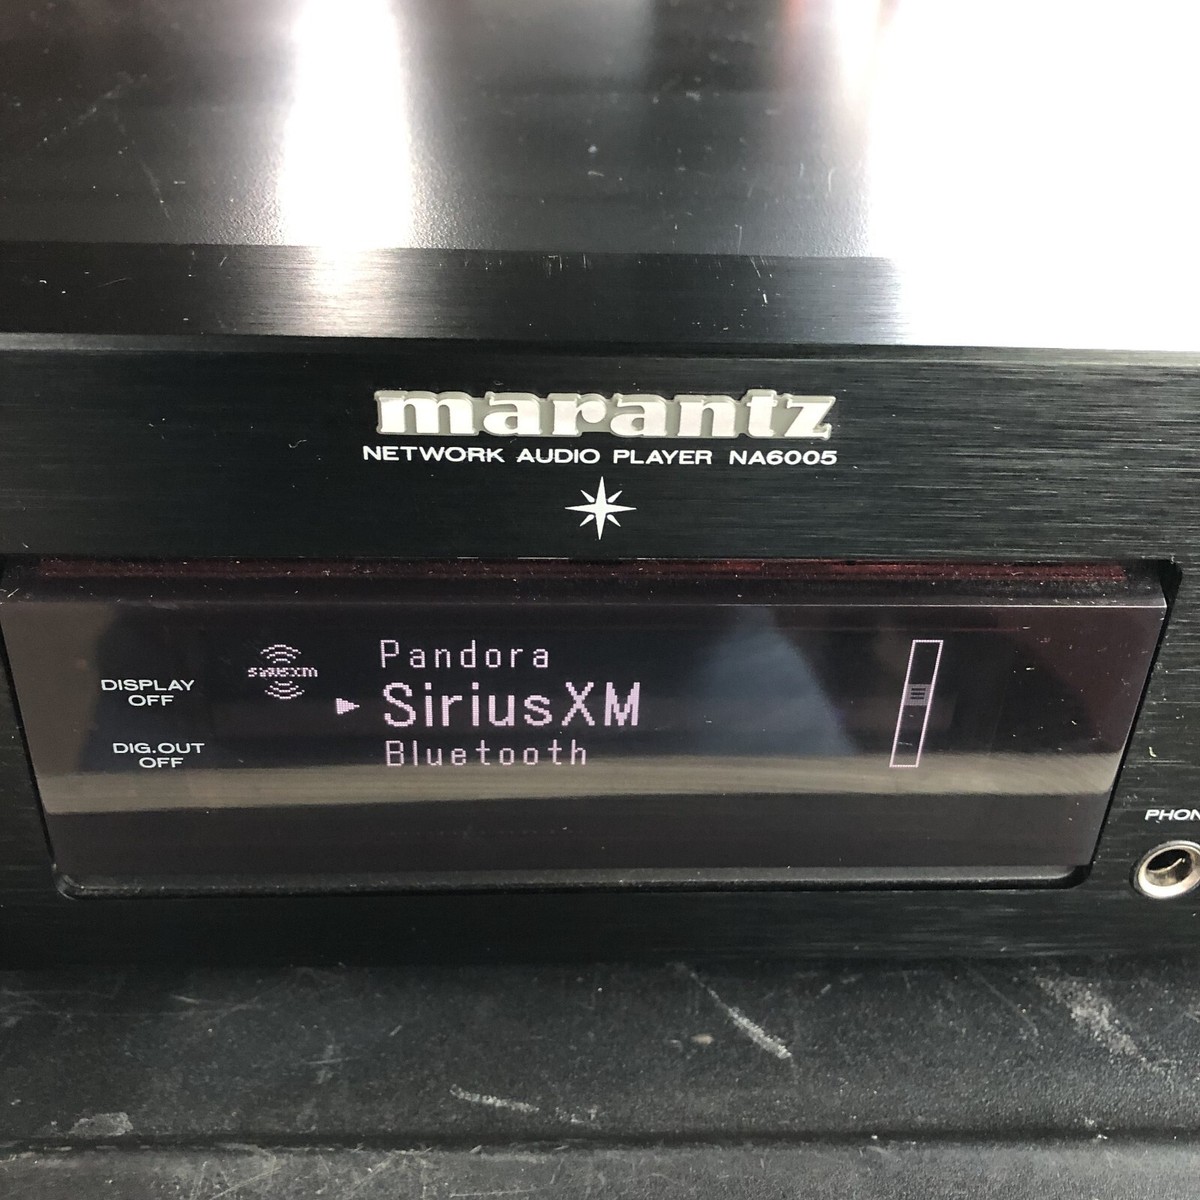 marantz
NETWORK AUDIO PLAYER NA6005
Pandora
siriusxm
SiriusXM
DISPLAY
OFF
Bluetooth
DIG.OUT
OFF
PHON